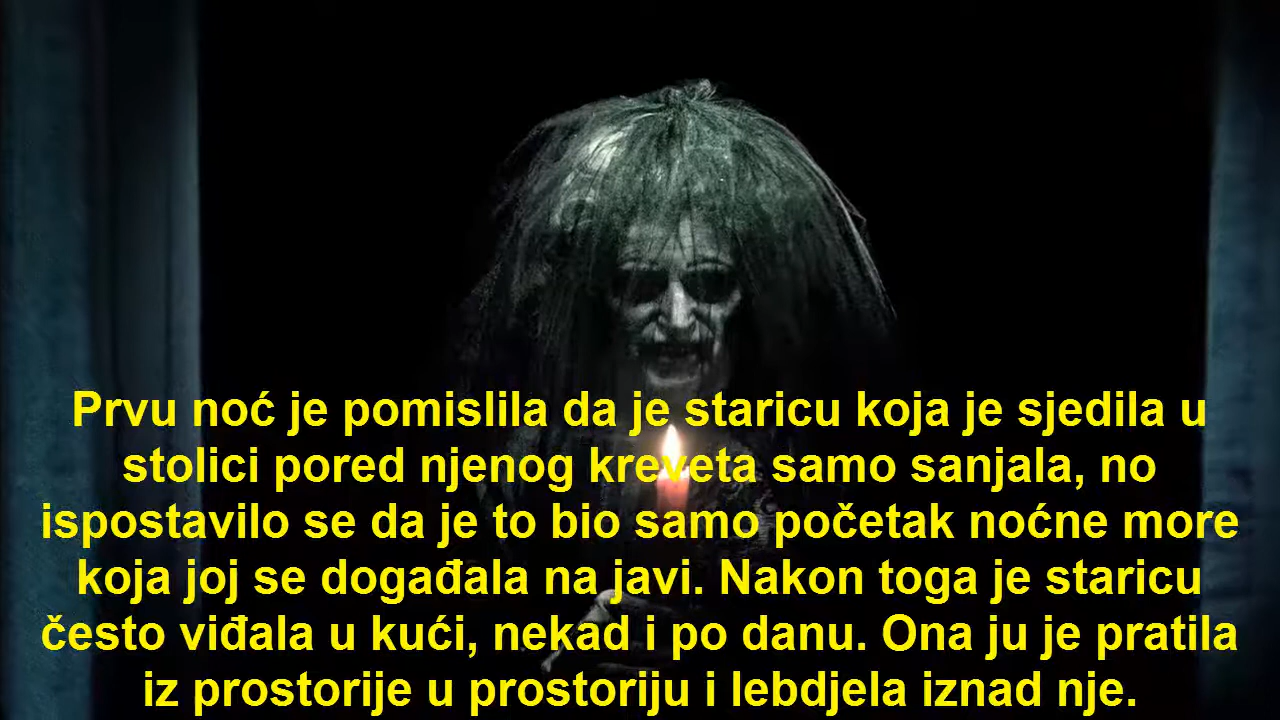 Prvu noć je pomislila da je staricu koja je sjedila u
stolici pored njenog kreveta samo sanjala, no
ispostavilo se da je to bio samo početak noćne more
koja joj se događala na javi. Nakon toga je staricu
često viđala u kući, nekad i po danu. Ona ju je pratila
iz prostorije u prostoriju i lebdjela iznad nje.